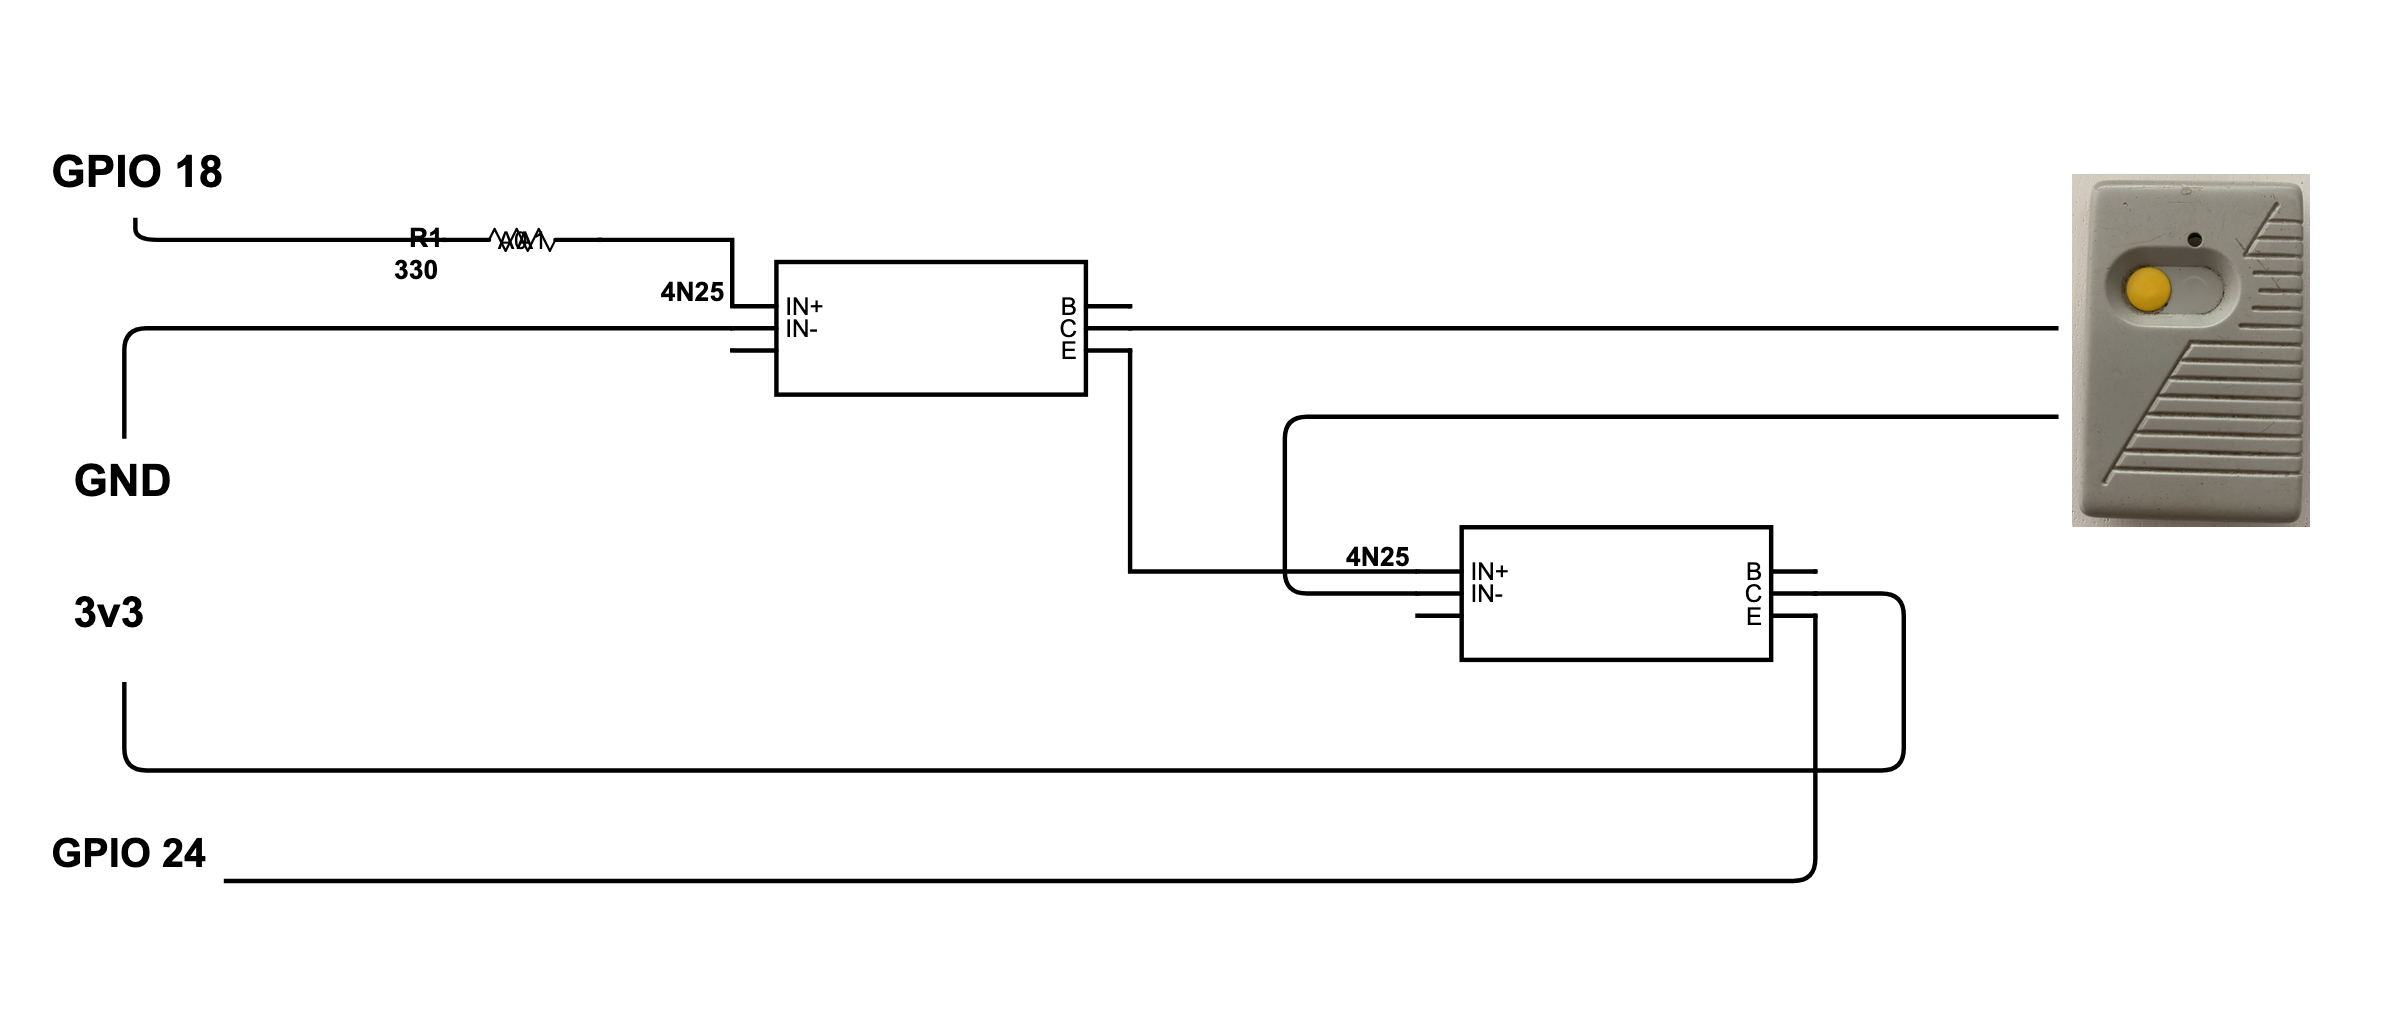 GPIO 18
R1
330
4N25
IN+
IN-
B
C
E
GND
4N25
IN+
IN-
B
C
E
3v3
GPIO 24